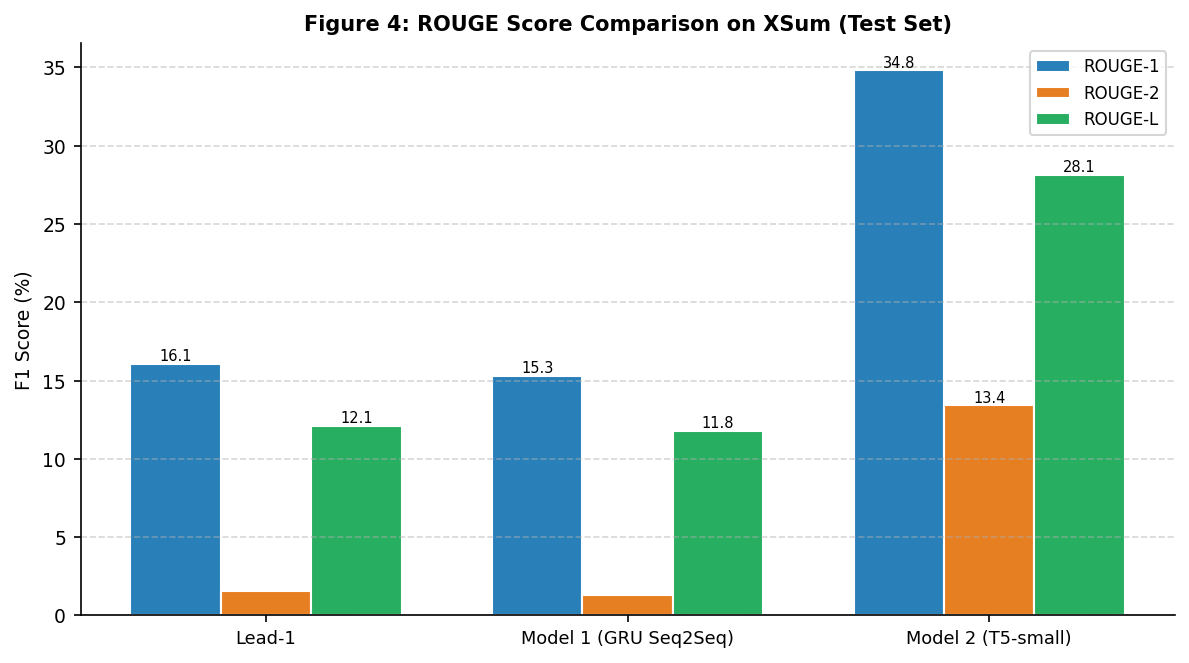 Figure 4: ROUGE Score Comparison on XSum (Test Set)
ROUGE-1
ROUGE-2
ROUGE-L
F1 Score (%)
35
30
25
20
15
10
5
0
16.1
12.1
15.3
11.8
34.8
13.4
28.1
Lead-1
Model 1 (GRU Seq2Seq)
Model 2 (T5-small)